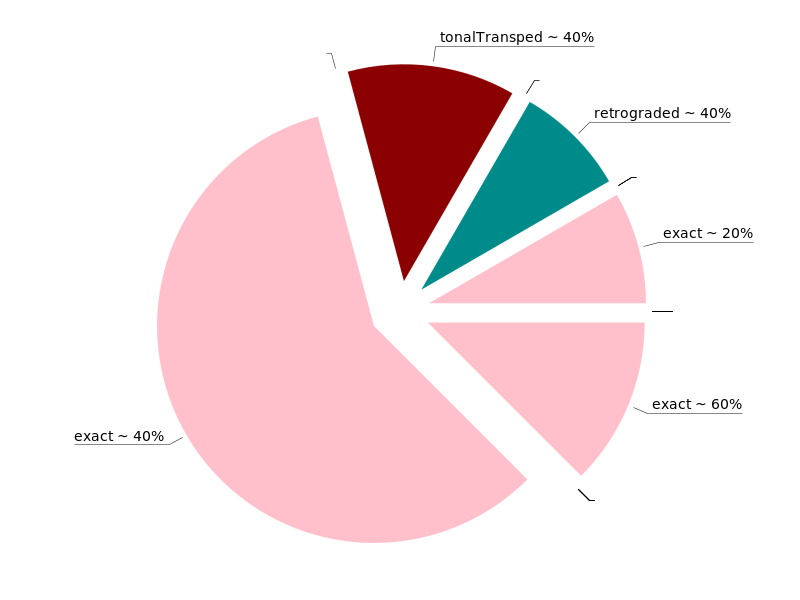 tonalTransped ~ 40%
retrograded ~ 40%
exact ~ 20%
exact ~ 60%
exact ~ 40%